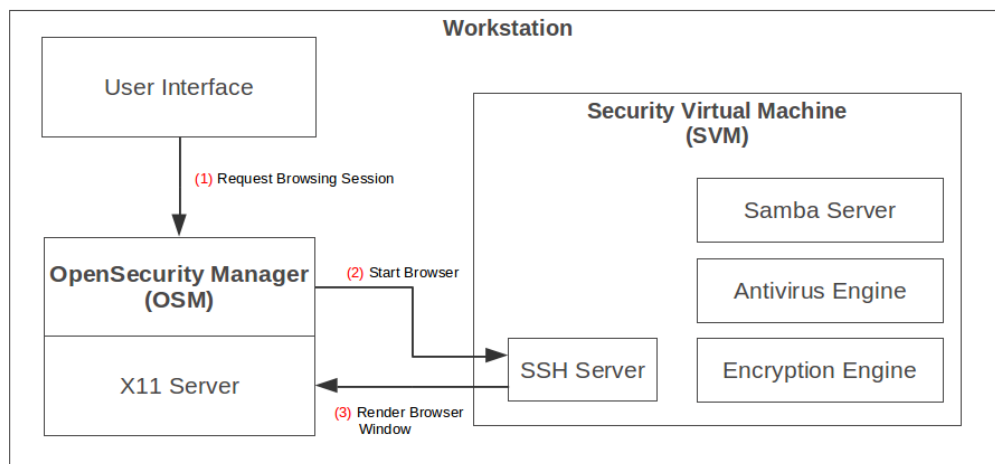 Workstation
User Interface
Security Virtual Machine
(SVM)
(1) Request Browsing Session
Samba Server
OpenSecurity Manager
(OSM)
(2) Start Browser
Antivirus Engine
X11 Server
SSH Server
Encryption Engine
(3) Render Browser
Window